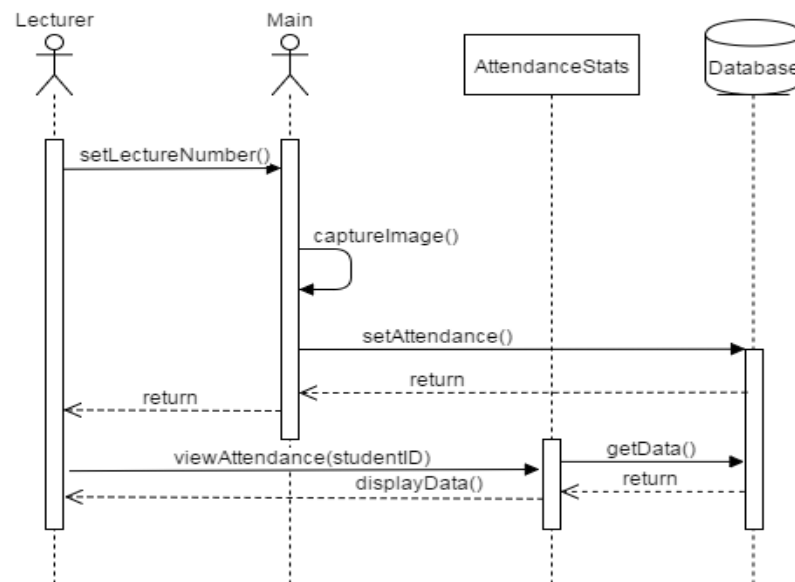 Lecturer
Main
AttendanceStats
Database
setLectureNumber()
captureImage()
setAttendance()
return
return
viewAttendance(studentID)
getData()
displayData()
return